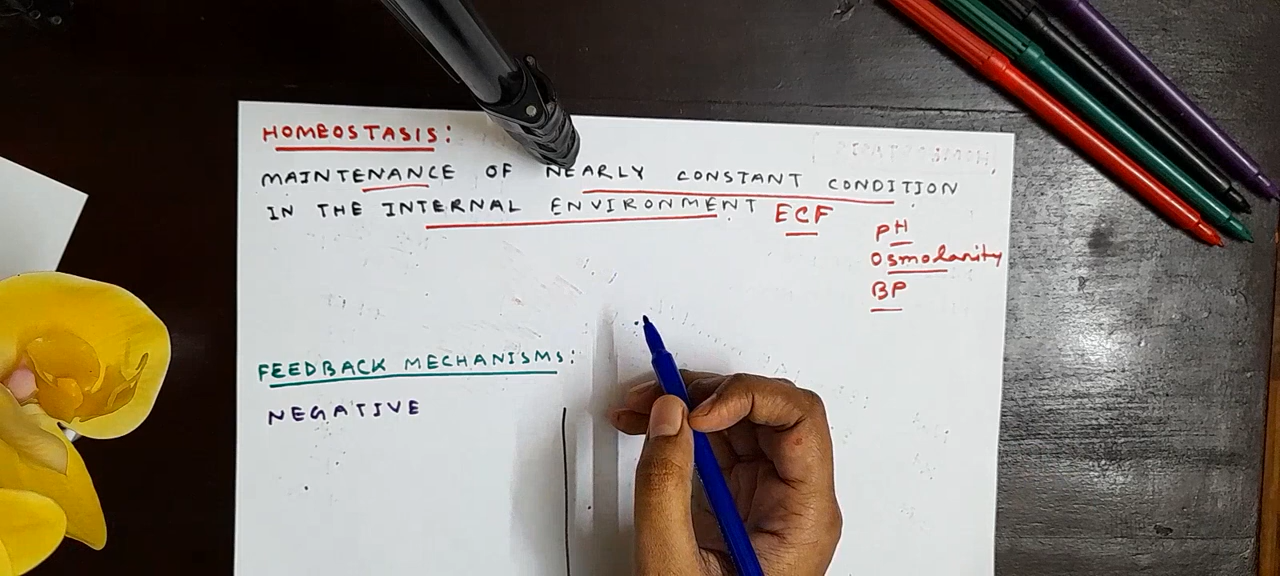 HOMEOSTASIS:
MAINTENANCE OF NEARLY CONSTANT CONDITION
IN THE INTERNAL ENVIRONMENT ECF
PH
Osmolarity
BP
FEEDBACK MECHANISMS:
NEGATIVE